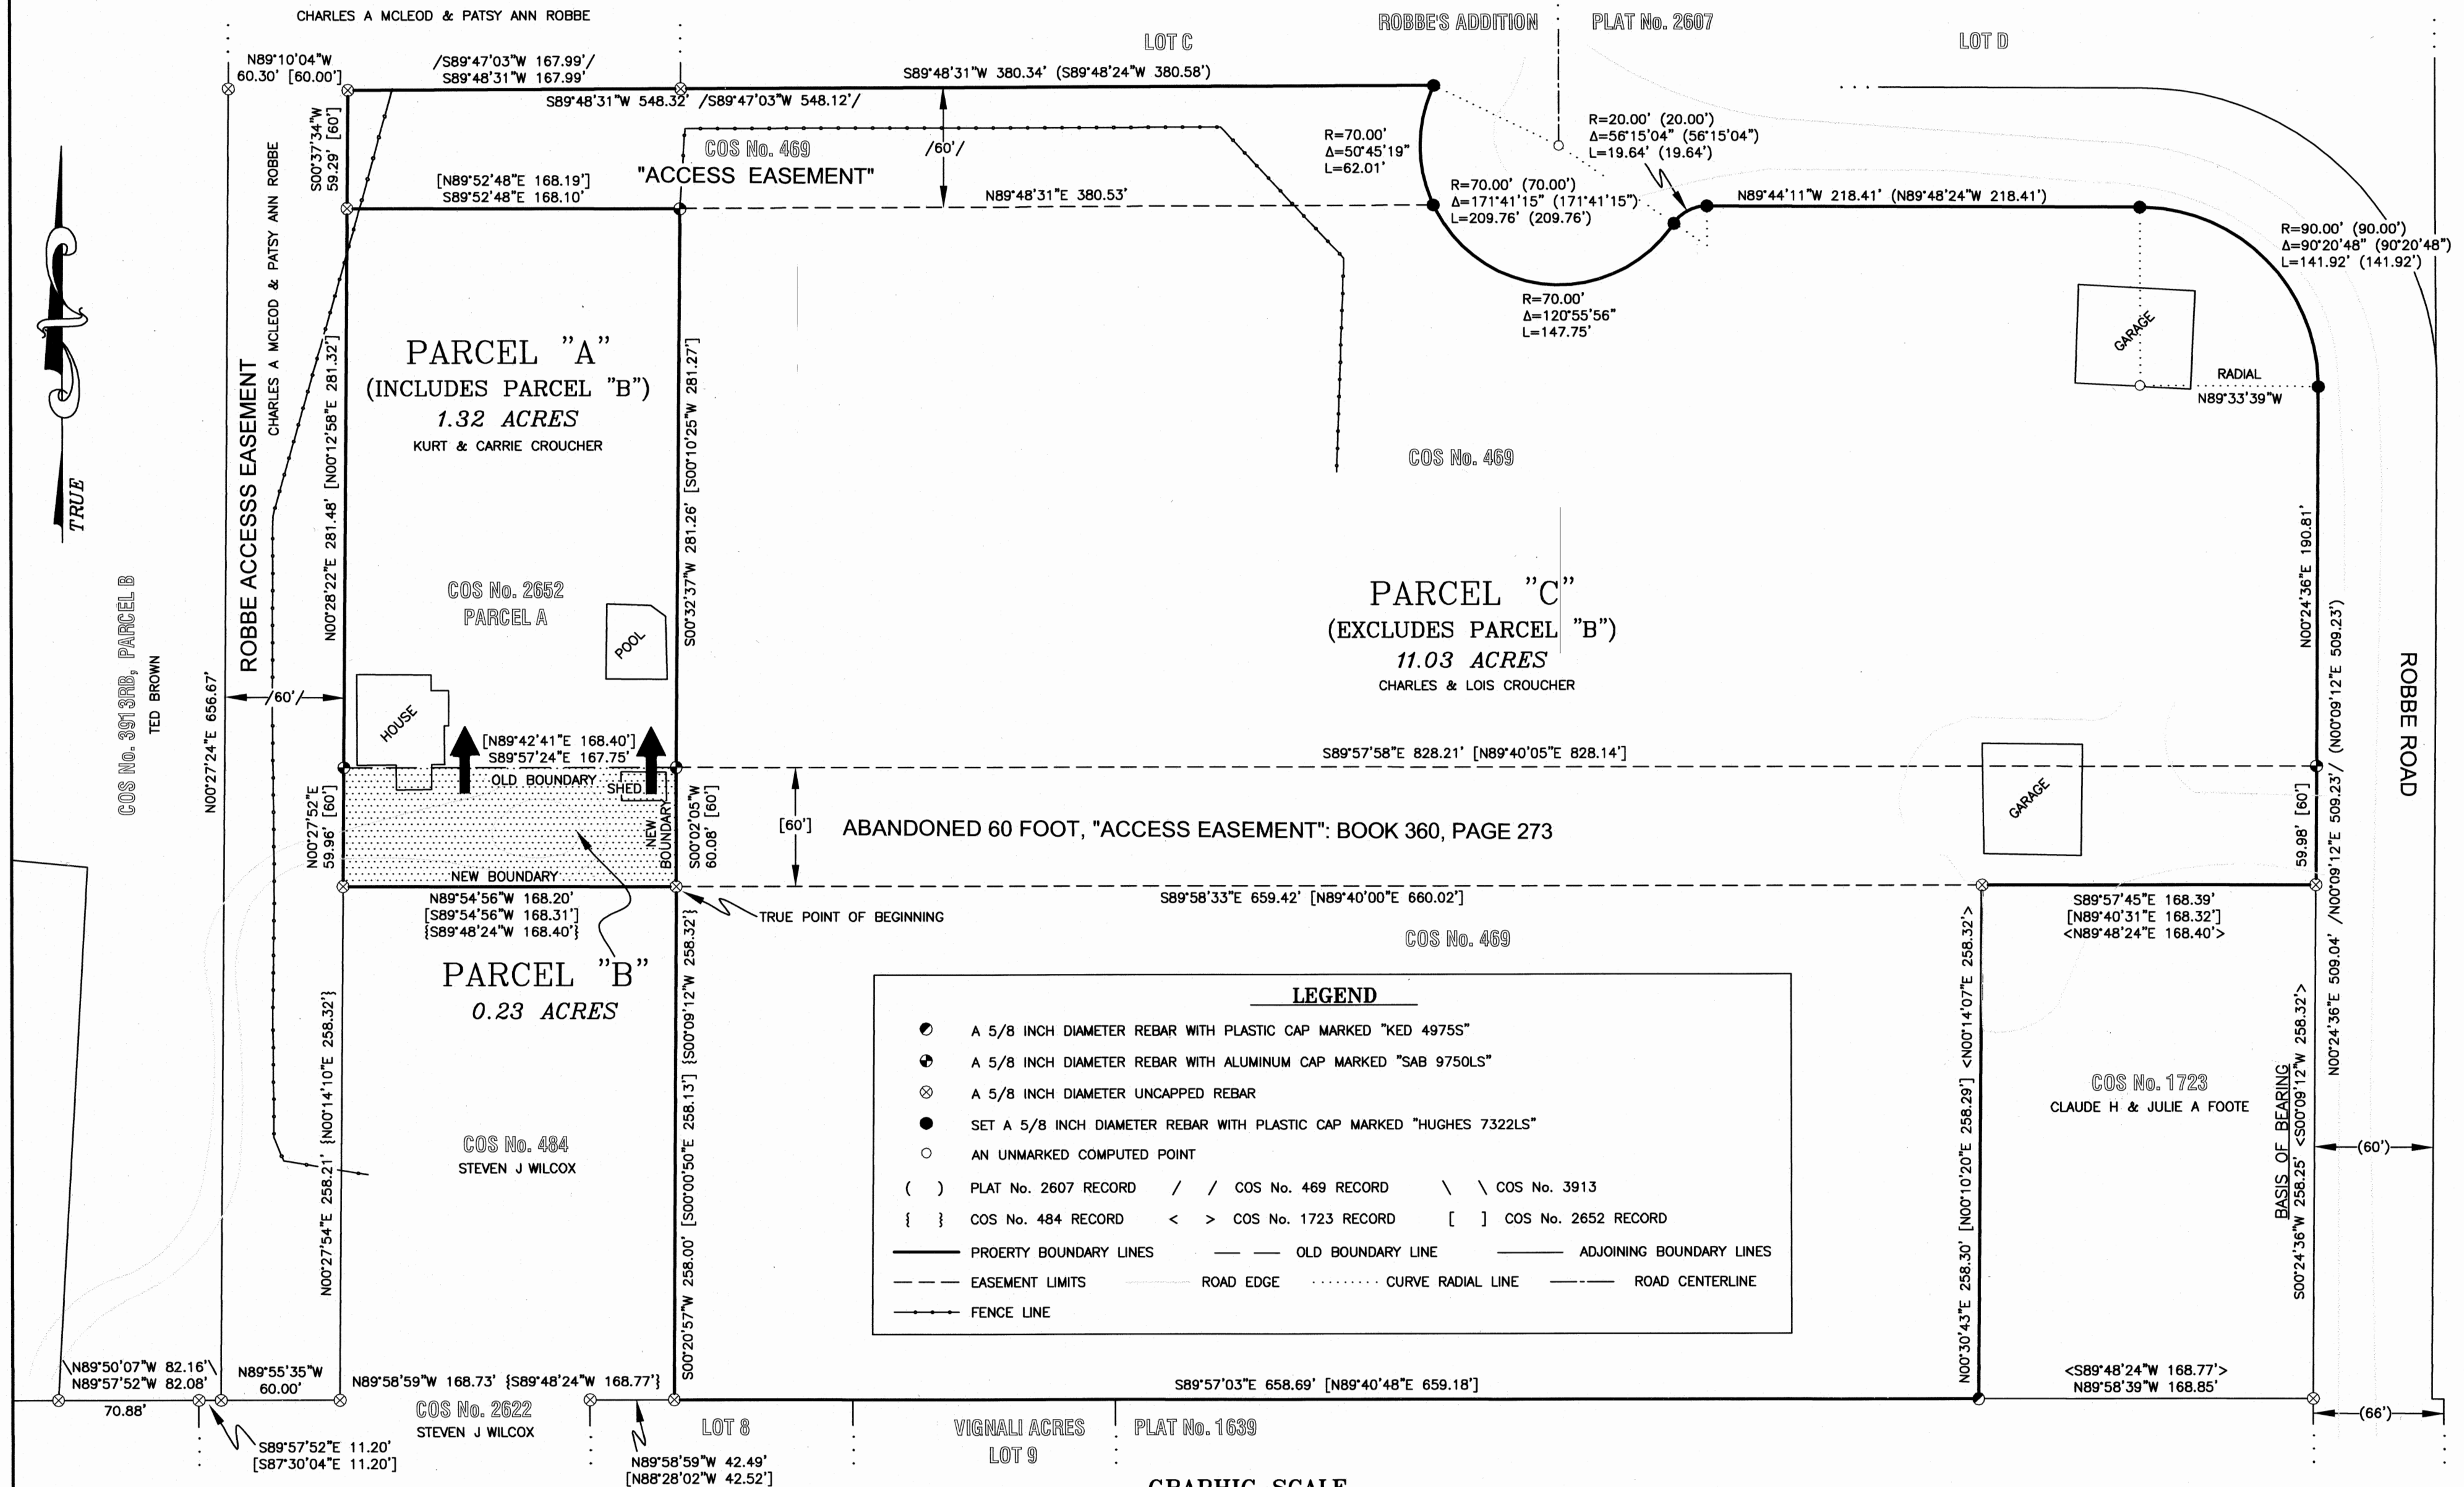 CHARLES A MCLEOD & PATSY ANN ROBBE
ROBBE'S ADDITION
PLAT No. 2607
LOT C
LOT D
N89°10'04"W
60.30' [60.00']
/S89°47'03"W 167.99'/
S89°48'31"W 167.99'
S89°48'31"W 380.34' (S89°48'24"W 380.58')
S89°48'31"W 548.32' /S89°47'03"W 548.12'/
S00°37'34"W
59.29' [60']
COS No. 469
"ACCESS EASEMENT"
/60'/
R=70.00'
Δ=50°45'19"
L=62.01'
R=20.00' (20.00')
Δ=56°15'04" (56°15'04")
L=19.64' (19.64')
[N89°52'48"E 168.19']
S89°52'48"E 168.10'
N89°48'31"E 380.53'
R=70.00' (70.00')
Δ=171°41'15" (171°41'15")
L=209.76' (209.76')
N89°44'11"W 218.41' (N89°48'24"W 218.41')
R=90.00' (90.00')
Δ=90°20'48" (90°20'48")
L=141.92' (141.92')
R=70.00'
Δ=120°55'56"
L=147.75'
GARAGE
RADIAL
N89°33'39"W
TRUE
ROBBE ACCESSS EASEMENT
CHARLES A MCLEOD & PATSY ANN ROBBE
N00°28'22"E 281.48' [N00°12'58"E 281.32']
PARCEL "A"
(INCLUDES PARCEL "B")
1.32 ACRES
KURT & CARRIE CROUCHER
S00°32'37"W 281.26' [S00°10'25"W 281.27']
COS No. 469
COS No. 2652
PARCEL A
POOL
HOUSE
PARCEL "C"
(EXCLUDES PARCEL "B")
11.03 ACRES
CHARLES & LOIS CROUCHER
N00°24'36"E 190.81'
COS No. 3913RB, PARCEL B
TED BROWN
N00°27'24"E 656.67'
/60'/
[N89°42'41"E 168.40']
S89°57'24"E 167.75'
OLD BOUNDARY
SHED
NEW
BOUNDARY
S89°57'58"E 828.21' [N89°40'05"E 828.14']
GARAGE
ROBBE ROAD
N00°27'52"E
59.96' [60']
S00°02'05"W
60.08' [60']
[60']
ABANDONED 60 FOOT, "ACCESS EASEMENT": BOOK 360, PAGE 273
59.98' [60']
N00°24'36"E 509.04' /N00°09'12"E 509.23'/ (N00°09'12"E 509.23')
NEW BOUNDARY
N89°54'56"W 168.20'
[S89°54'56"W 168.31']
{S89°48'24"W 168.40'}
TRUE POINT OF BEGINNING
S89°58'33"E 659.42' [N89°40'00"E 660.02']
S89°57'45"E 168.39'
[N89°40'31"E 168.32']
<N89°48'24"E 168.40'>
COS No. 469
PARCEL "B"
0.23 ACRES
LEGEND
A 5/8 INCH DIAMETER REBAR WITH PLASTIC CAP MARKED "KED 4975S"
A 5/8 INCH DIAMETER REBAR WITH ALUMINUM CAP MARKED "SAB 9750LS"
A 5/8 INCH DIAMETER UNCAPPED REBAR
SET A 5/8 INCH DIAMETER REBAR WITH PLASTIC CAP MARKED "HUGHES 7322LS"
AN UNMARKED COMPUTED POINT
( ) PLAT No. 2607 RECORD / / COS No. 469 RECORD \ \ COS No. 3913
{ } COS No. 484 RECORD < > COS No. 1723 RECORD [ ] COS No. 2652 RECORD
PROERTY BOUNDARY LINES OLD BOUNDARY LINE ADJOINING BOUNDARY LINES
EASEMENT LIMITS ROAD EDGE CURVE RADIAL LINE ROAD CENTERLINE
FENCE LINE
N00°27'54"E 258.21' {N00°14'10"E 258.32'}
COS No. 484
STEVEN J WILCOX
S00°20'57"W 258.00' [S00°00'50"E 258.13'] {S00°09'12"W 258.32'}
N00°30'43"E 258.30' [N00°10'20"E 258.29'] <N00°14'07"E 258.32'>
COS No. 1723
CLAUDE H & JULIE A FOOTE
BASIS OF BEARING
S00°24'36"W 258.25' <S00°09'12"W 258.32'>
(60')
\N89°50'07"W 82.16'\
N89°57'52"W 82.08'
N89°55'35"W
60.00'
N89°58'59"W 168.73' {S89°48'24"W 168.77'}
S89°57'03"E 658.69' [N89°40'48"E 659.18']
<S89°48'24"W 168.77'>
N89°58'39"W 168.85'
70.88'
(66')
S89°57'52"E 11.20'
[S87°30'04"E 11.20']
COS No. 2622
STEVEN J WILCOX
N89°58'59"W 42.49'
[N88°28'02"W 42.52']
LOT 8
VIGNALI ACRES
LOT 9
PLAT No. 1639
GRAPHIC SCALE